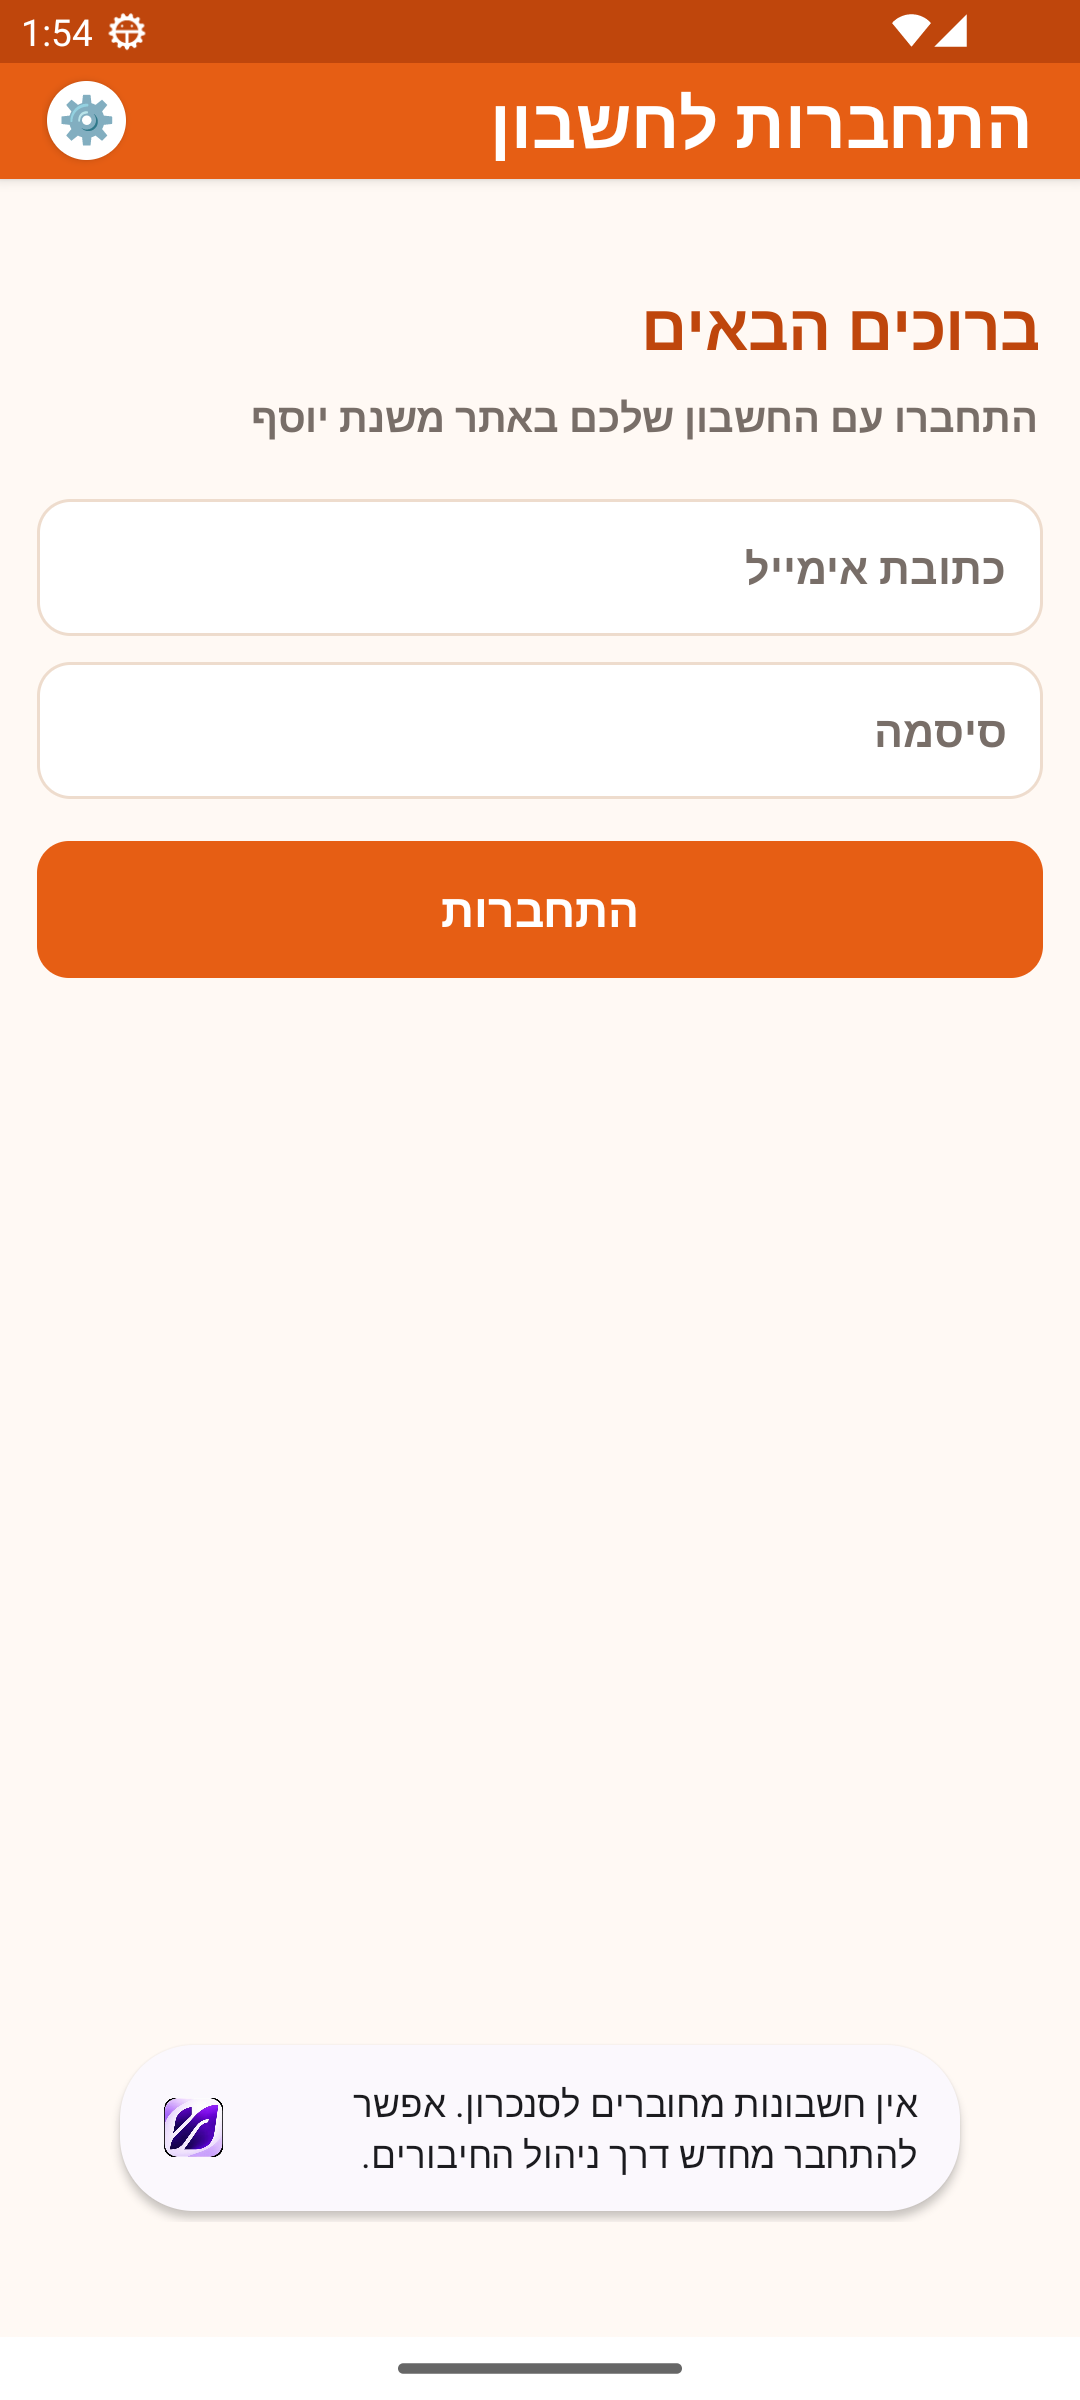 1:54
התחברות לחשבון
ברוכים הבאים
התחברו עם החשבון שלכם באתר משנת יוסף
כתובת אימייל
סיסמה
התחברות
אין חשבונות מחוברים לסנכרון. אפשר
להתחבר מחדש דרך ניהול החיבורים.